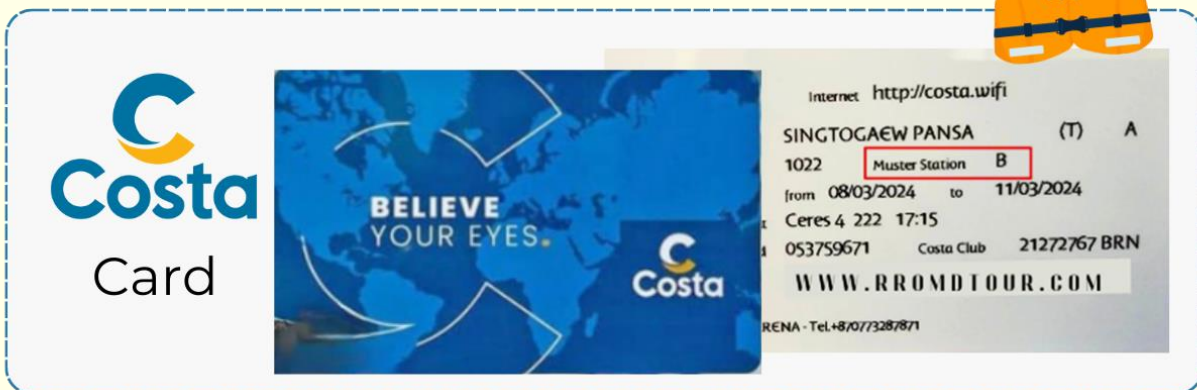 Costa
Card
BELIEVE
YOUR EYES.
Costa
Internet http://costa.wifi
SINGTOGAEW PANSA (T) A
1022 Muster Station B
from 08/03/2024 to 11/03/2024
Ceres 4 222 17:15
053759671 Costa Club 21272767 BRN
WWW.RROMDTOUR.COM
RENA - Tel.+870773287871